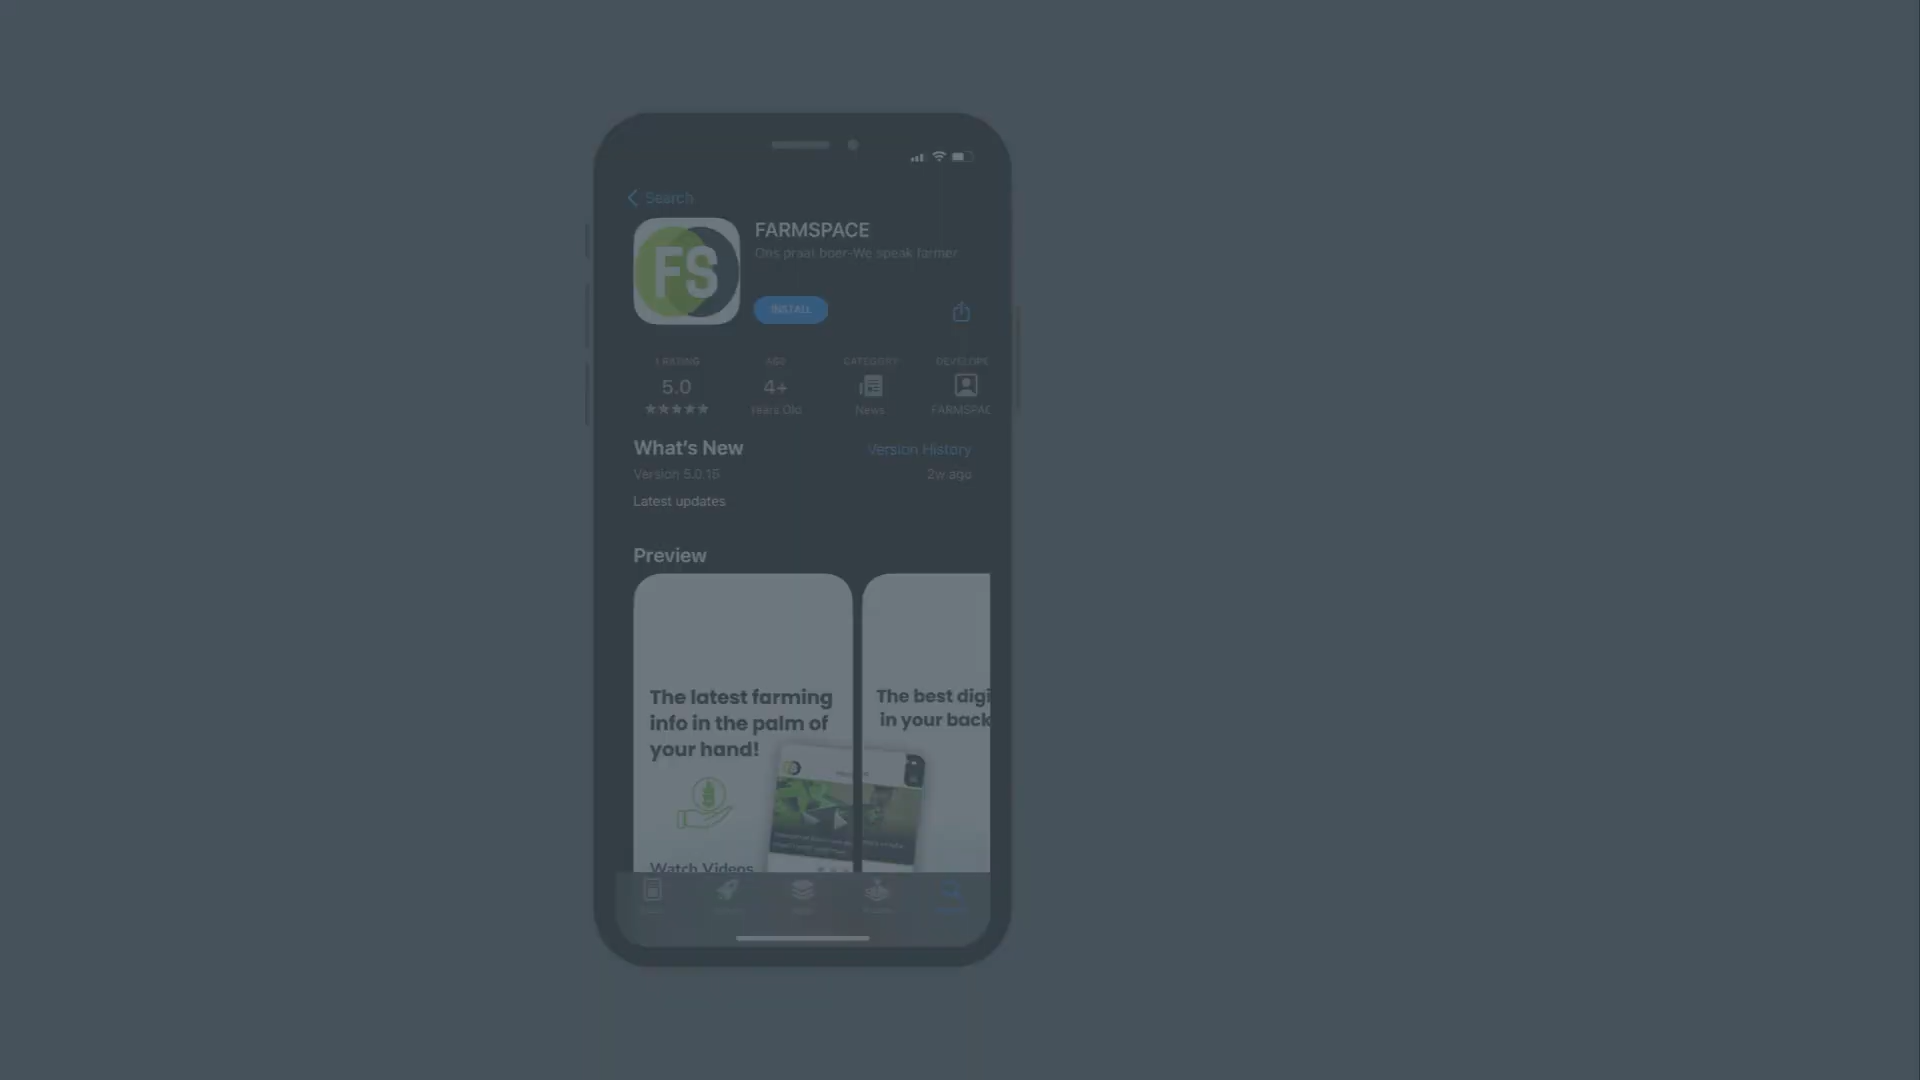 Search
FS
FARMSPACE
Ons praat boer-We speak farmer
INSTALL
1 RATING
AGE
CATEGORY
DEVELOPE
5.0
4+
★★★★★
Years Old
News
FARMSPAC
What's New
Version History
Version 5.0.15
2w ago
Latest updates
Preview
The latest farming
info in the palm of
your hand!
The best digi
in your back
Watch Videos